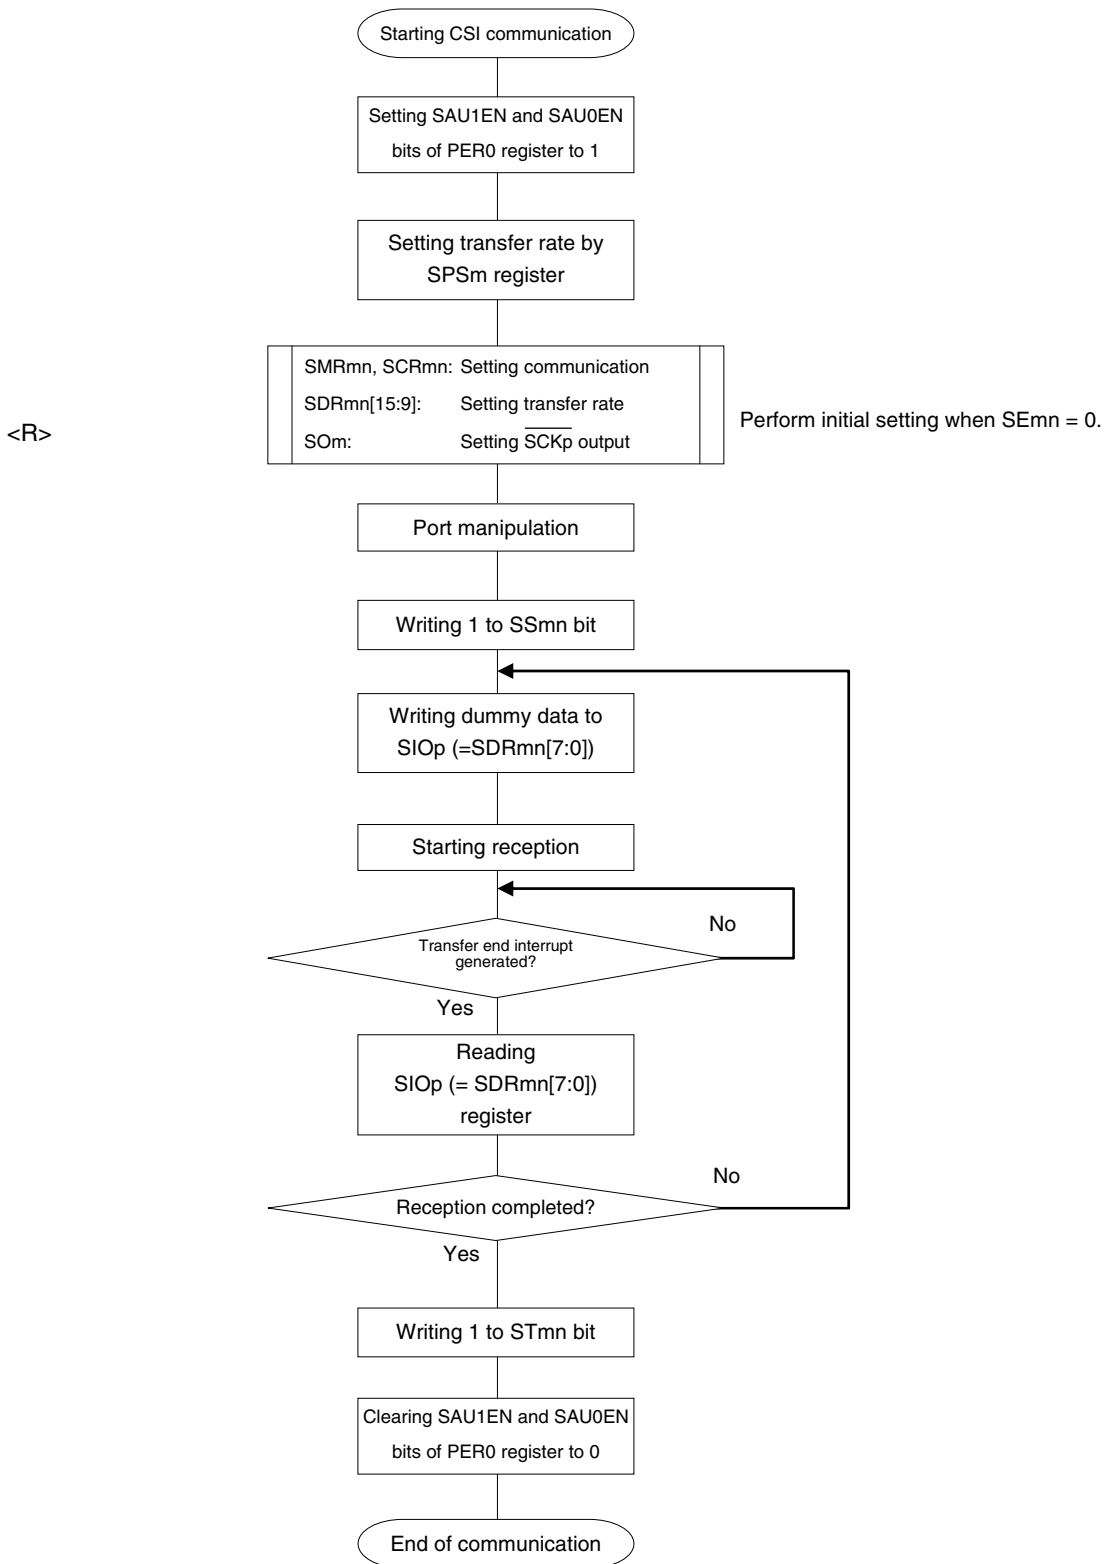 Starting CSI communication
Setting SAU1EN and SAU0EN
bits of PER0 register to 1
Setting transfer rate by
SPSm register
SMRmn, SCRmn: Setting communication
SDRmn[15:9]: Setting transfer rate
SOm: Setting SCKp output
<R>
Perform initial setting when SEmn = 0.
Port manipulation
Writing 1 to SSmn bit
Writing dummy data to
SIOp (=SDRmn[7:0])
Starting reception
No
Transfer end interrupt
generated?
Yes
Reading
SIOp (= SDRmn[7:0])
register
No
Reception completed?
Yes
Writing 1 to STmn bit
Clearing SAU1EN and SAU0EN
bits of PER0 register to 0
End of communication